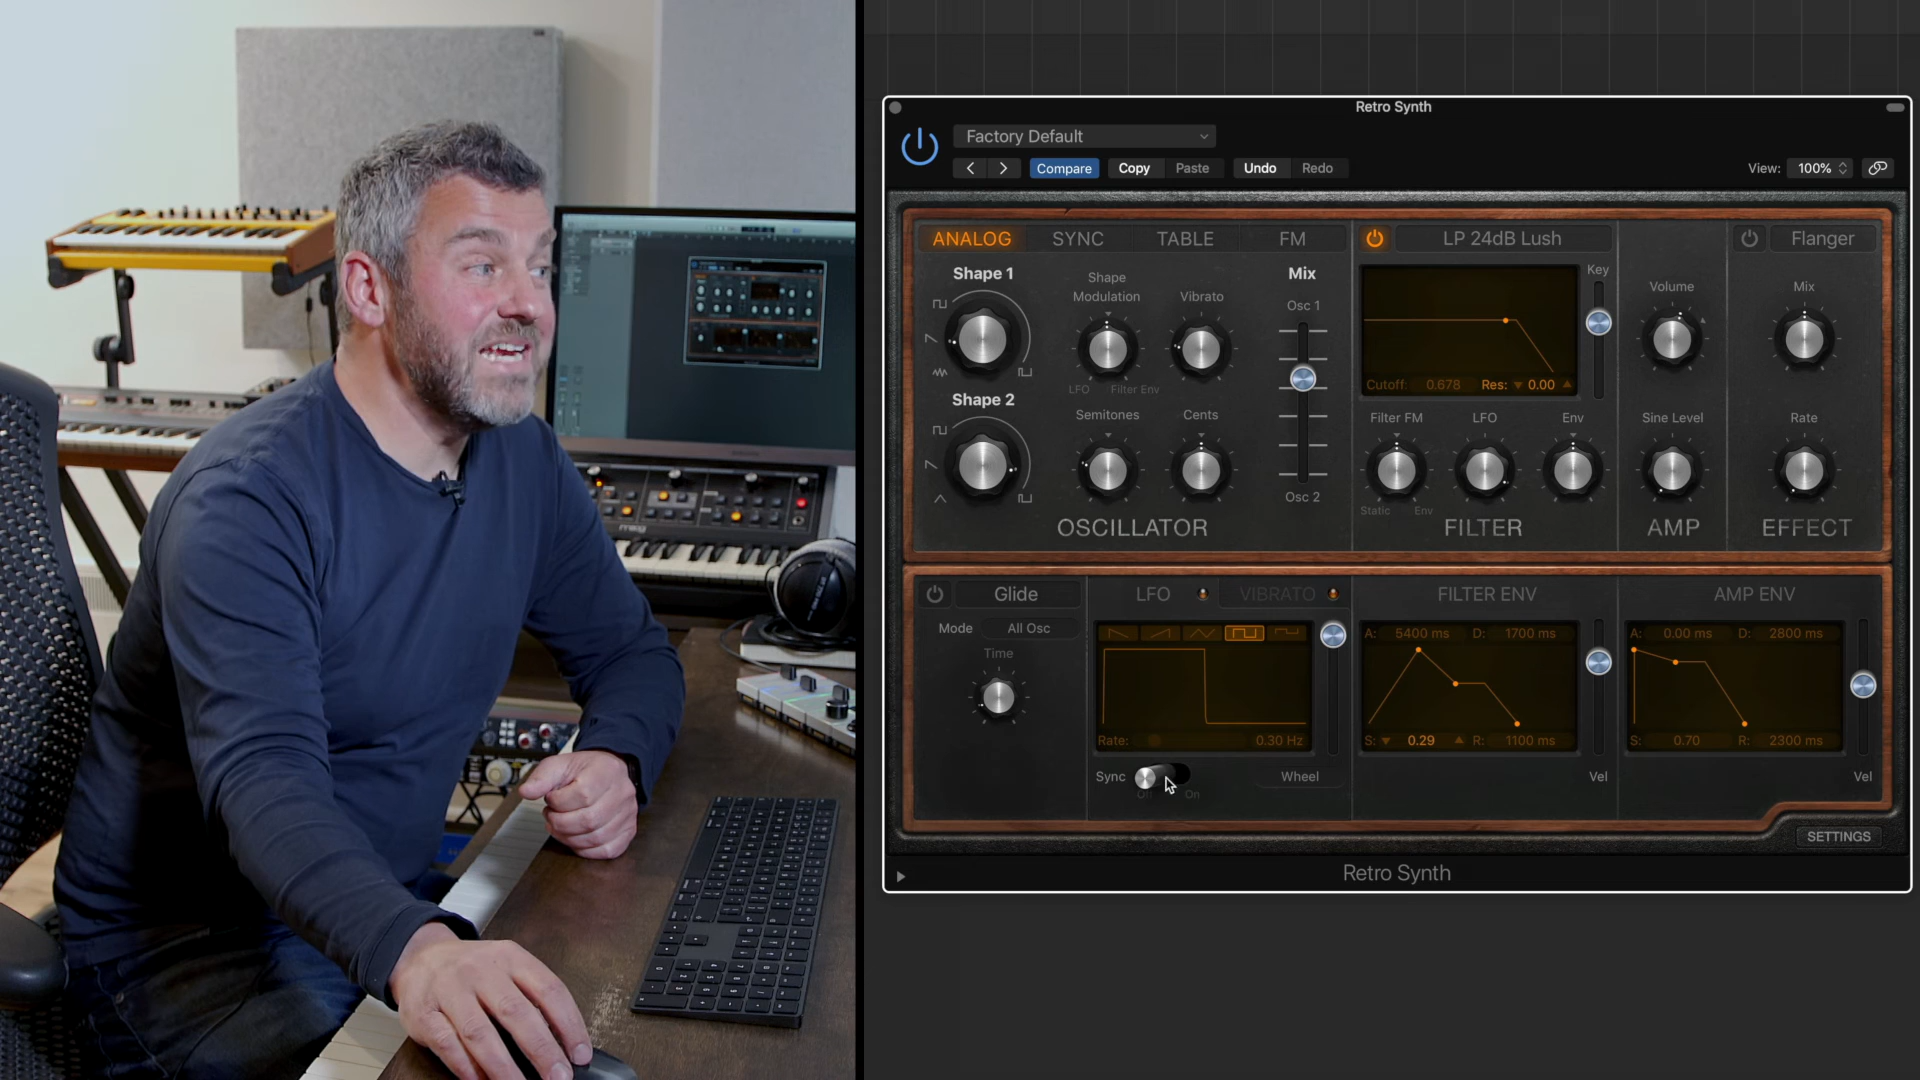 Retro Synth
Factory Default
Compare Copy Paste Undo Redo View: 100%
ANALOG SYNC TABLE FM LP 24dB Lush Flanger
Shape 1 Shape Modulation Vibrato Mix Key Volume Mix
Osc 1
LFO Filter Env Cutoff: 0.678 Res: 0.00
Shape 2 Semitones Cents Filter FM LFO Env Sine Level Rate
Osc 2
Static Env
OSCILLATOR FILTER AMP EFFECT
Glide LFO VIBRATO FILTER ENV AMP ENV
Mode All Osc A: 5400 ms D: 1700 ms A: 0.00 ms D: 2800 ms
Time
Rate: 0.30 Hz S: 0.29 R: 1100 ms S: 0.70 R: 2300 ms
Sync Wheel Vel Vel
On
SETTINGS
Retro Synth
moog